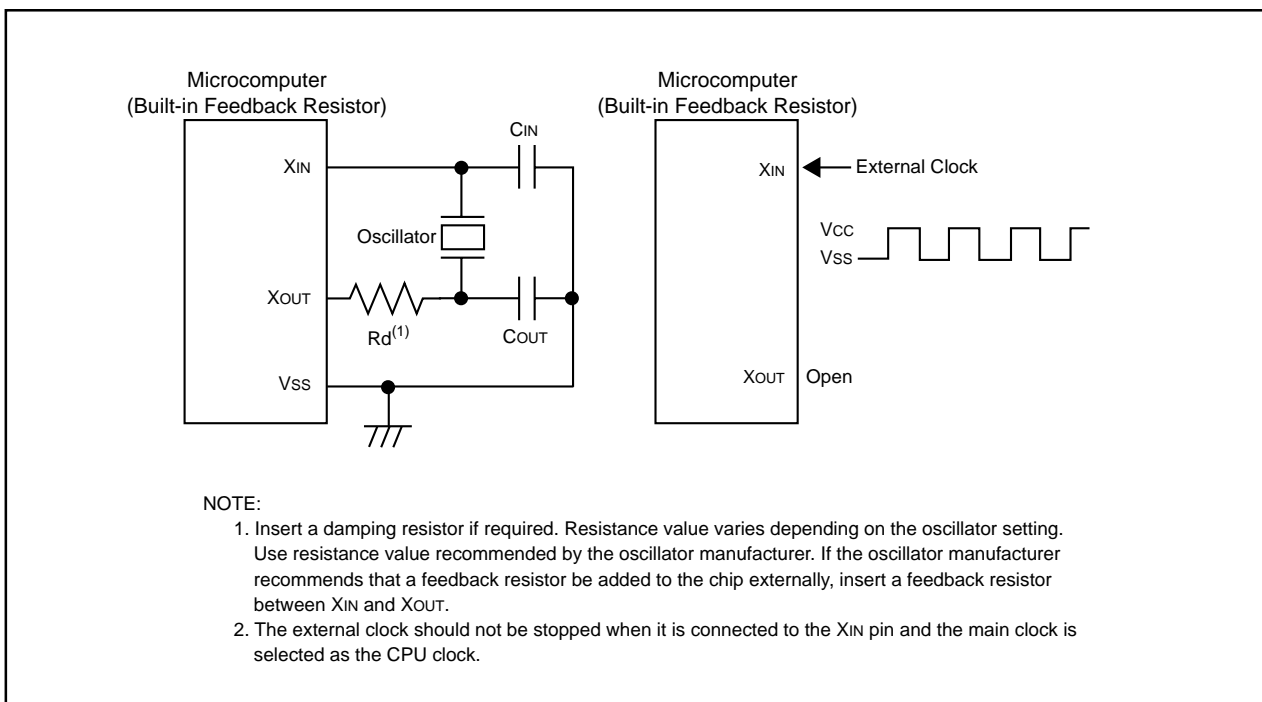 Microcomputer
(Built-in Feedback Resistor)
CIN
XIN
Oscillator
XOUT
Rd(1)
COUT
VSS
Microcomputer
(Built-in Feedback Resistor)
XIN
External Clock
VCC
VSS
XOUT
Open
NOTE:
1. Insert a damping resistor if required. Resistance value varies depending on the oscillator setting.
Use resistance value recommended by the oscillator manufacturer. If the oscillator manufacturer
recommends that a feedback resistor be added to the chip externally, insert a feedback resistor
between XIN and XOUT.
2. The external clock should not be stopped when it is connected to the XIN pin and the main clock is
selected as the CPU clock.